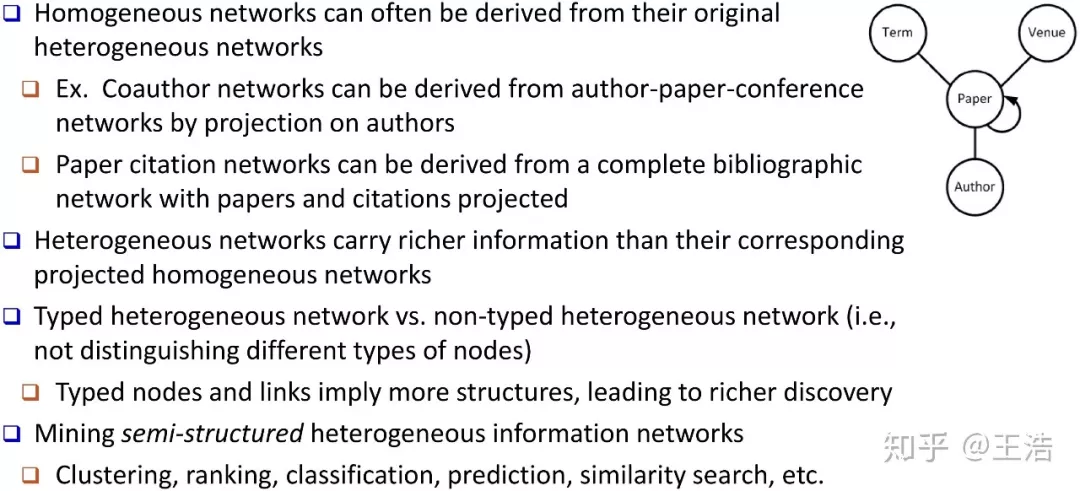 Homogeneous networks can often be derived from their original
heterogeneous networks
Ex. Coauthor networks can be derived from author-paper-conference
networks by projection on authors
Paper citation networks can be derived from a complete bibliographic
network with papers and citations projected
Heterogeneous networks carry richer information than their corresponding
projected homogeneous networks
Typed heterogeneous network vs. non-typed heterogeneous network (i.e.,
not distinguishing different types of nodes)
Typed nodes and links imply more structures, leading to richer discovery
Mining semi-structured heterogeneous information networks
Clustering, ranking, classification, prediction, similarity search, etc.
Term
Venue
Paper
Author
知乎 @王浩